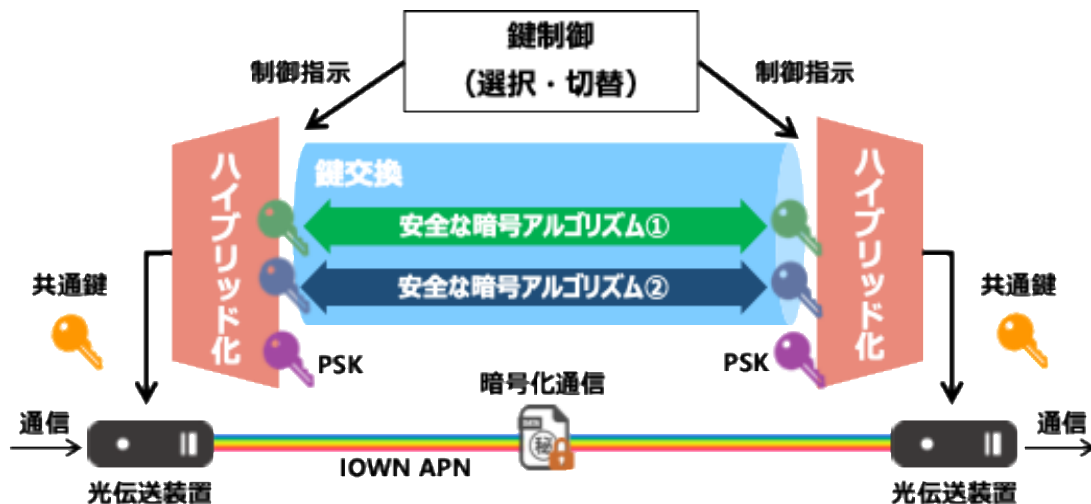 鍵制御
（選択・切替）
制御指示
制御指示
ハイブリッド化
鍵交換
ハイブリッド化
安全な暗号アルゴリズム①
安全な暗号アルゴリズム②
共通鍵
共通鍵
PSK
PSK
暗号化通信
通信
秘
通信
IOWN APN
光伝送装置
光伝送装置